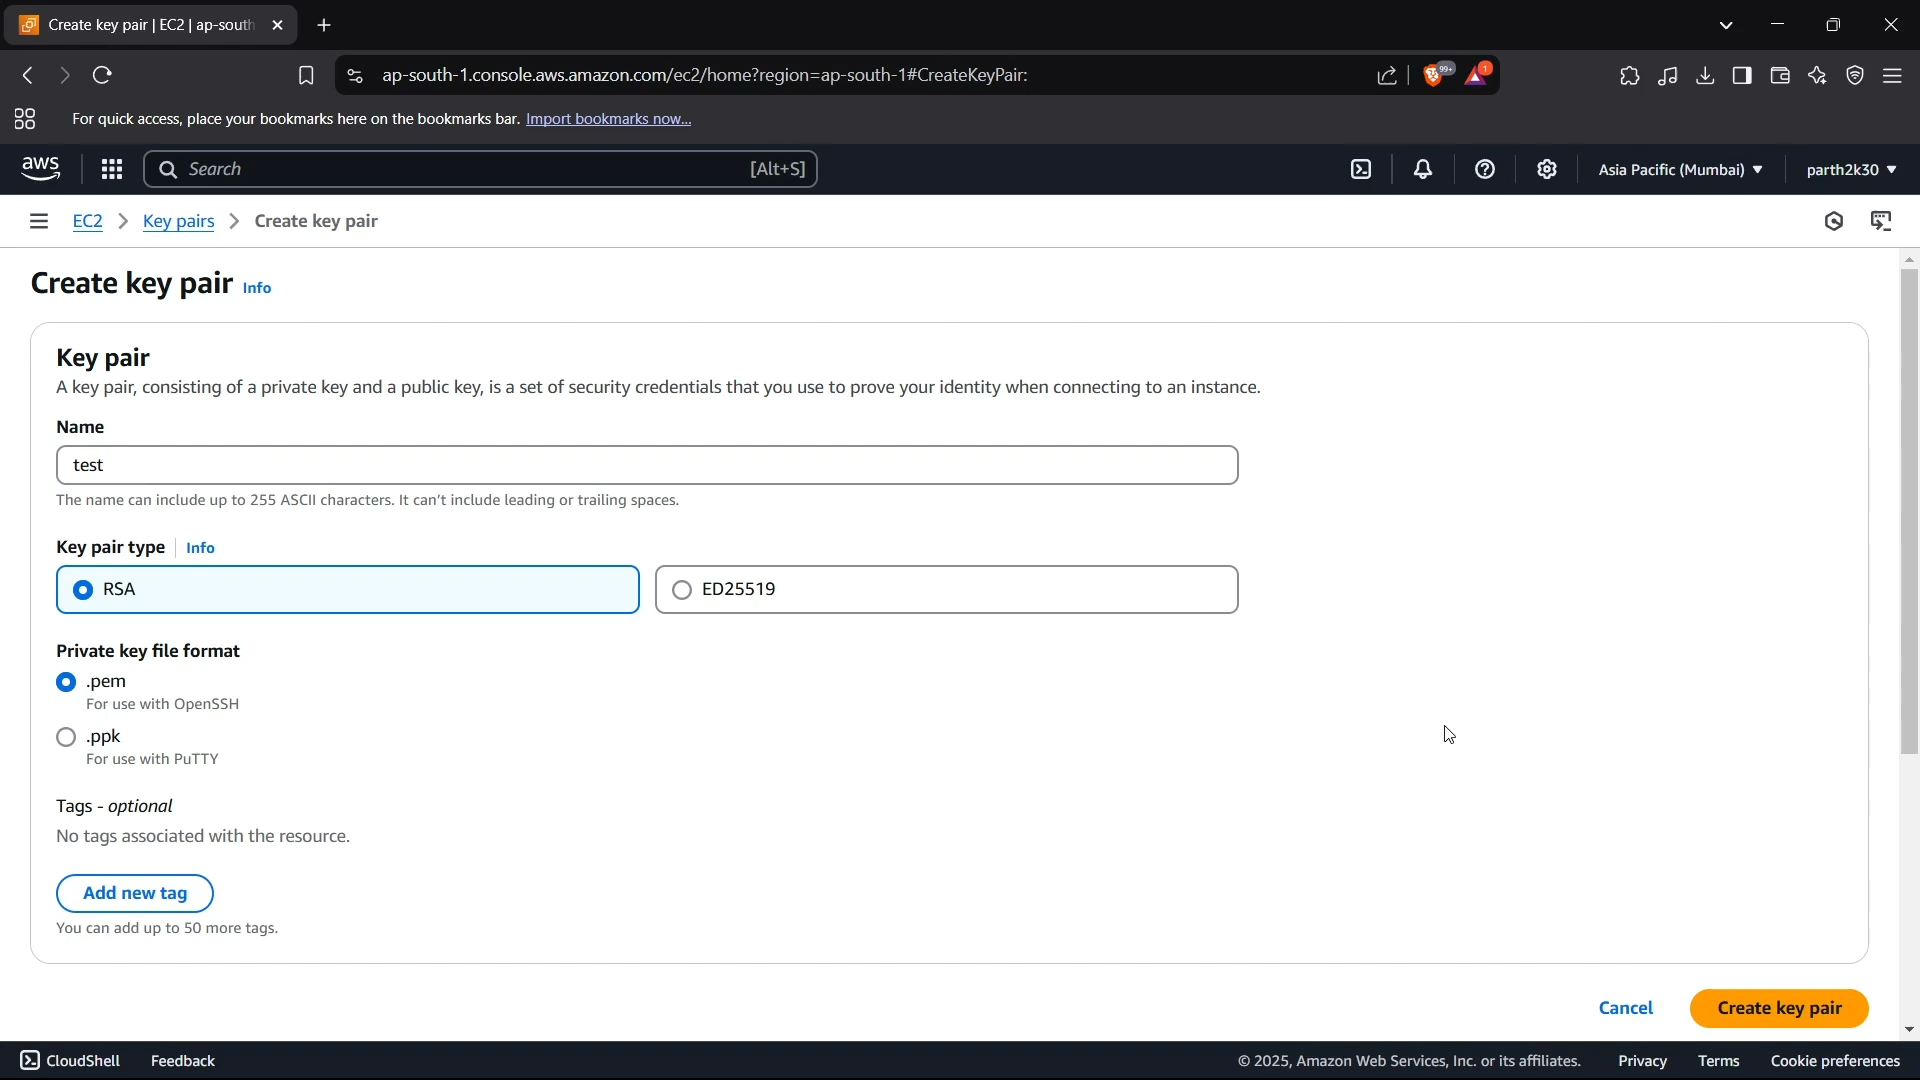 Create key pair | EC2 | ap-south
ap-south-1.console.aws.amazon.com/ec2/home?region=ap-south-1#CreateKeyPair:
99+
1
For quick access, place your bookmarks here on the bookmarks bar. Import bookmarks now...
aws
Search
[Alt+S]
Asia Pacific (Mumbai)
parth2k30
EC2
Key pairs
Create key pair
Create key pair Info
Key pair
A key pair, consisting of a private key and a public key, is a set of security credentials that you use to prove your identity when connecting to an instance.
Name
test
The name can include up to 255 ASCII characters. It can't include leading or trailing spaces.
Key pair type
Info
RSA
ED25519
Private key file format
.pem
For use with OpenSSH
.ppk
For use with PuTTY
Tags - optional
No tags associated with the resource.
Add new tag
You can add up to 50 more tags.
Cancel
Create key pair
CloudShell
Feedback
© 2025, Amazon Web Services, Inc. or its affiliates.
Privacy
Terms
Cookie preferences